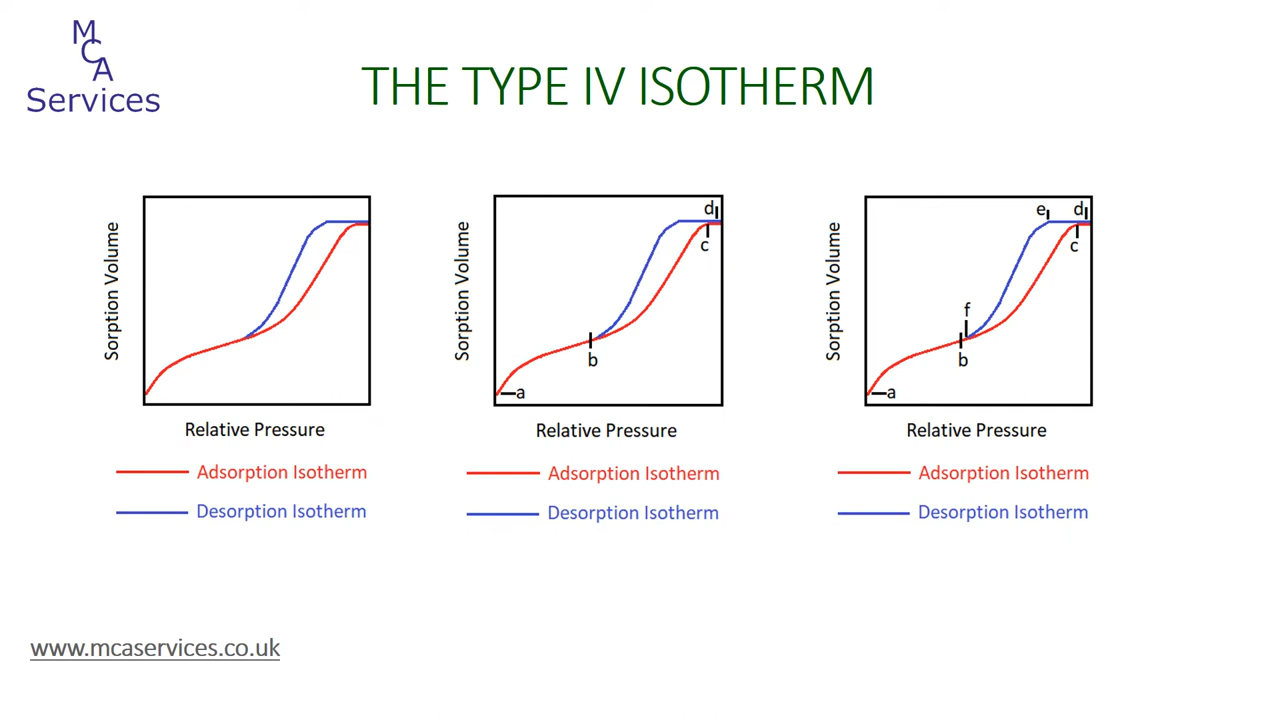 M
C
A
Services
THE TYPE IV ISOTHERM
Sorption Volume
Relative Pressure
Adsorption Isotherm
Desorption Isotherm
Sorption Volume
d
c
b
a
Relative Pressure
Adsorption Isotherm
Desorption Isotherm
Sorption Volume
e
d
c
f
b
a
Relative Pressure
Adsorption Isotherm
Desorption Isotherm
www.mcaservices.co.uk